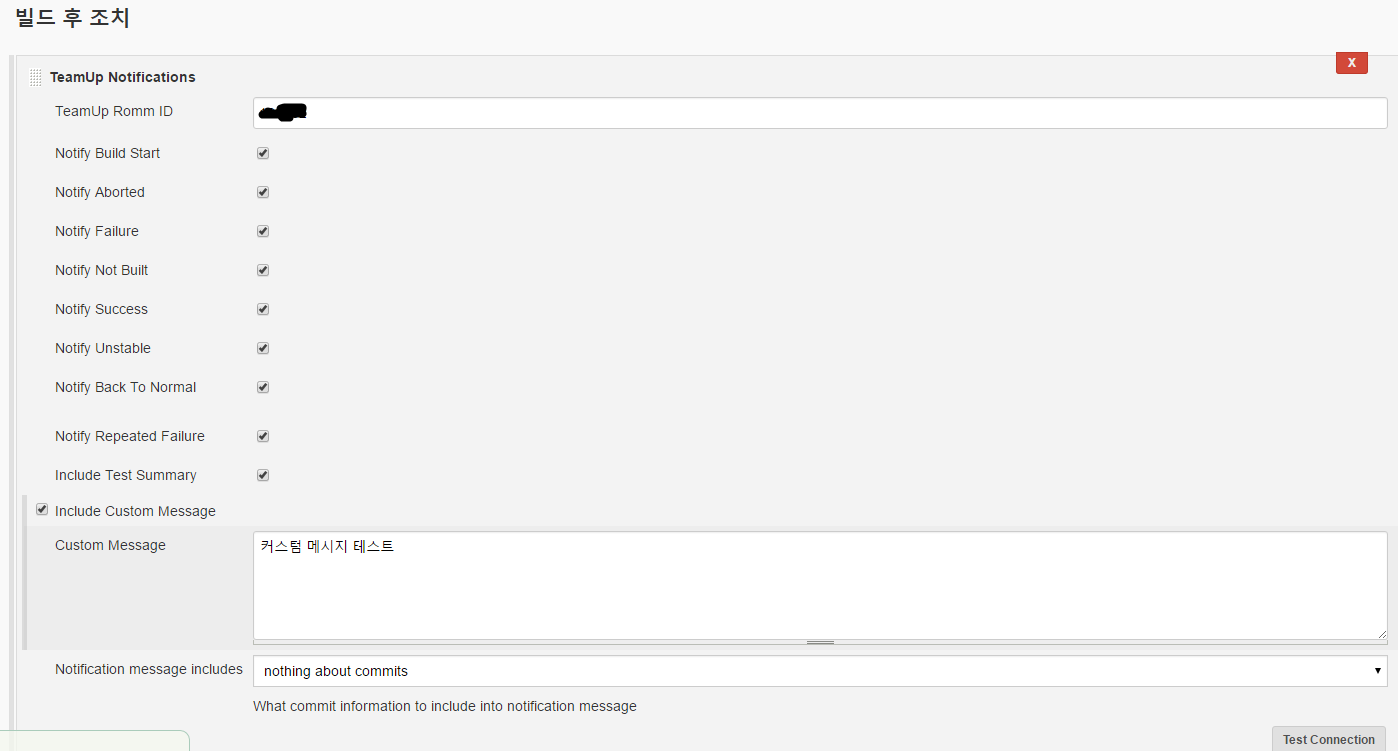 빌드 후 조치
X
TeamUp Notifications
TeamUp Romm ID
Notify Build Start
Notify Aborted
Notify Failure
Notify Not Built
Notify Success
Notify Unstable
Notify Back To Normal
Notify Repeated Failure
Include Test Summary
Include Custom Message
Custom Message
커스텀 메시지 테스트
Notification message includes
nothing about commits
What commit information to include into notification message
Test Connection